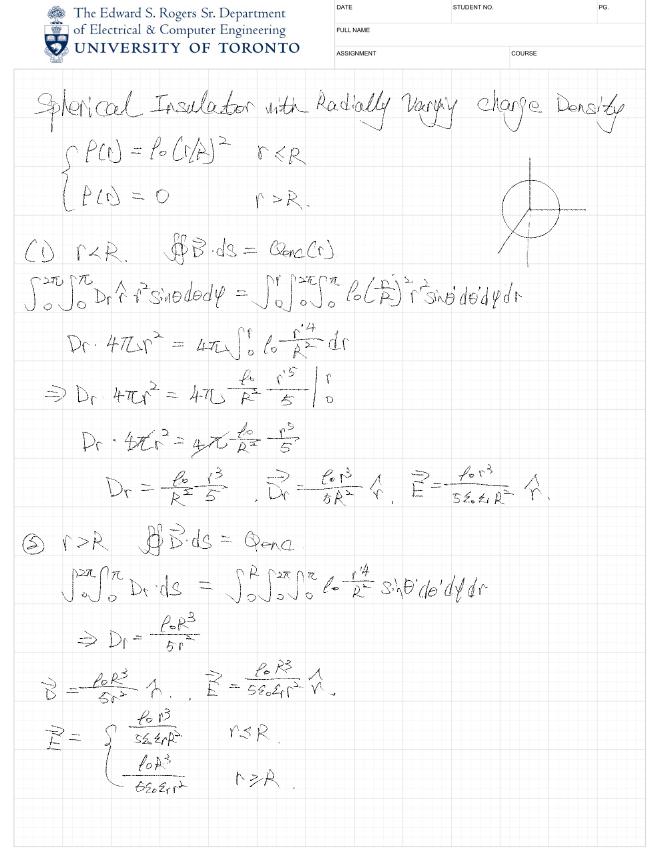 The Edward S. Rogers Sr. Department
of Electrical & Computer Engineering
UNIVERSITY OF TORONTO
DATE STUDENT NO. PG.
FULL NAME
ASSIGNMENT COURSE
Spherical Insulator with Radially Varyiy charge Density
{ ρ(r) = ρ₀ (r/R)² r < R
ρ(r) = 0 r > R.
(1) r < R. ∯ D⃗ · ds = Qenc(r)
∫₀^2π ∫₀^π Dr r̂ r² sinθ dθ dφ = ∫₀^r ∫₀^2π ∫₀^π ρ₀ (r'/R)² r'² sinθ' dθ' dφ' dr
Dr · 4πr² = 4π ∫₀^r ρ₀ r'⁴/R² dr
⇒ Dr · 4πr² = 4π ρ₀/R² r'⁵/5 |₀^r
Dr · 4πr² = 4π ρ₀/R² r⁵/5
Dr = ρ₀/R² r³/5 , D⃗r = ρ₀r³/5R² r̂ , E⃗ = ρ₀r³/5ε₀εrR² r̂ .
② r > R ∯ D⃗ · ds = Qenc
∫₀^2π ∫₀^π Dr · ds = ∫₀^R ∫₀^2π ∫₀^π ρ₀ r'⁴/R² sinθ' dθ' dφ' dr
⇒ Dr = ρ₀R³/5r²
D⃗ = ρ₀R³/5r² r̂ , E⃗ = ρ₀R³/5ε₀εrr² r̂ .
E⃗ = { ρ₀r³/5ε₀εrR² r ≤ R
ρ₀R³/5ε₀εrr² r ≥ R .